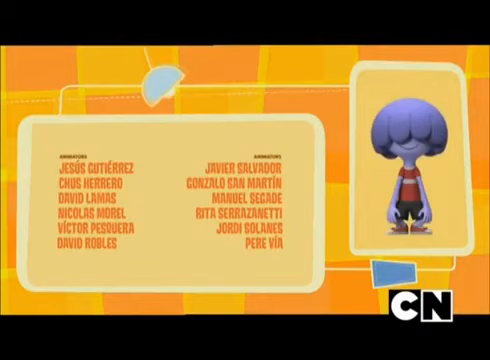 ANIMATORS
JESÚS GUTIÉRREZ
CHUS HERRERO
DAVID LAMAS
NICOLAS MOREL
VÍCTOR PESQUERA
DAVID ROBLES
ANIMATORS
JAVIER SALVADOR
GONZALO SAN MARTÍN
MANUEL SEGADE
RITA SERRAZANETTI
JORDI SOLANES
PERE VÍA
CN